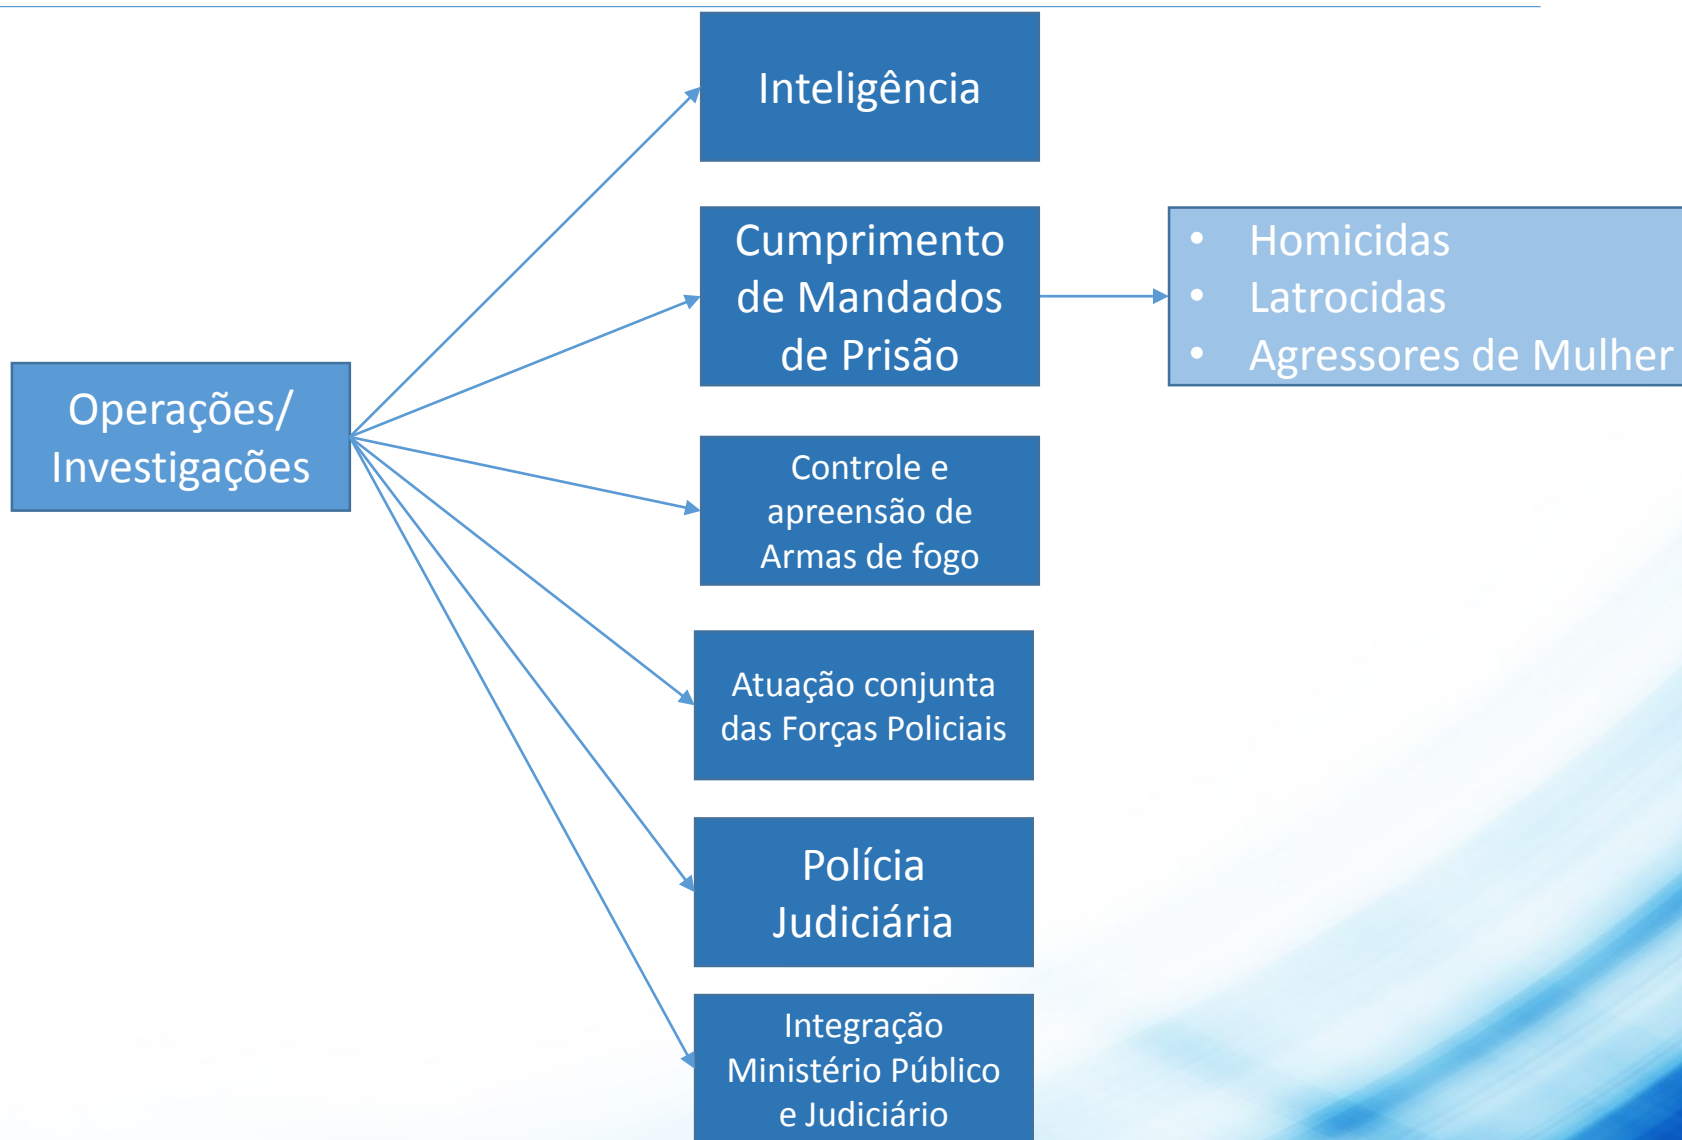 Inteligência
Cumprimento
de Mandados
de Prisão
• Homicidas
• Latrocidas
• Agressores de Mulher
Operações/
Investigações
Controle e
apreensão de
Armas de fogo
Atuação conjunta
das Forças Policiais
Polícia
Judiciária
Integração
Ministério Público
e Judiciário